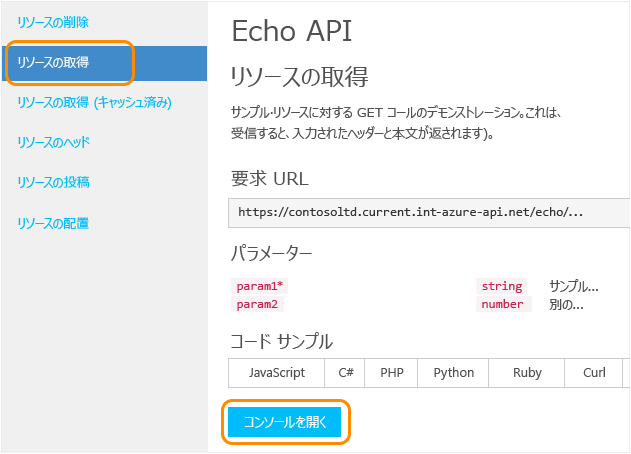 リソースの削除
リソースの取得
リソースの取得 (キャッシュ済み)
リソースのヘッド
リソースの投稿
リソースの配置
Echo API
リソースの取得
サンプル・リソースに対する GET コールのデモンストレーション。これは、
受信すると、入力されたヘッダーと本文が返されます)。
要求 URL
https://contosoltd.current.int-azure-api.net/echo/...
パラメーター
param1* string サンプル...
param2 number 別の...
コード サンプル
JavaScript C# PHP Python Ruby Curl
コンソールを開く